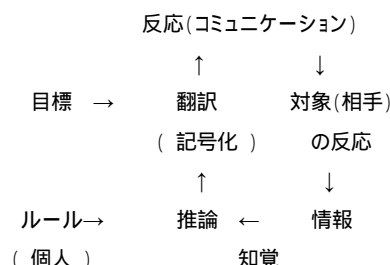 反応(コミュニケーション)
↑ ↓
目標 → 翻訳 対象(相手)
( 記号化 ) の反応
↑ ↓
ルール→ 推論 ← 情報
( 個人 ) 知覚